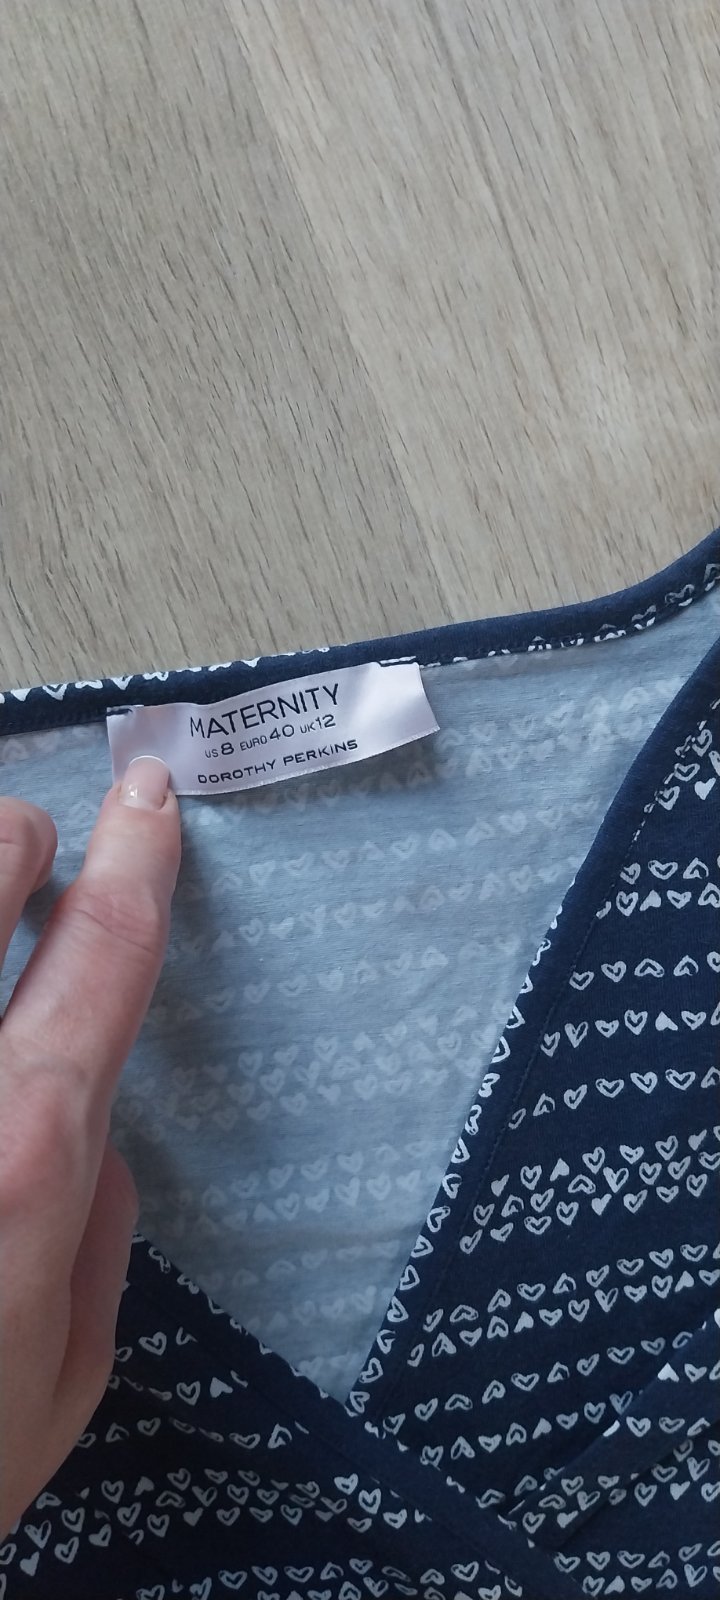 MATERNITY
US 8 EURO 40 UK 12
DOROTHY PERKINS